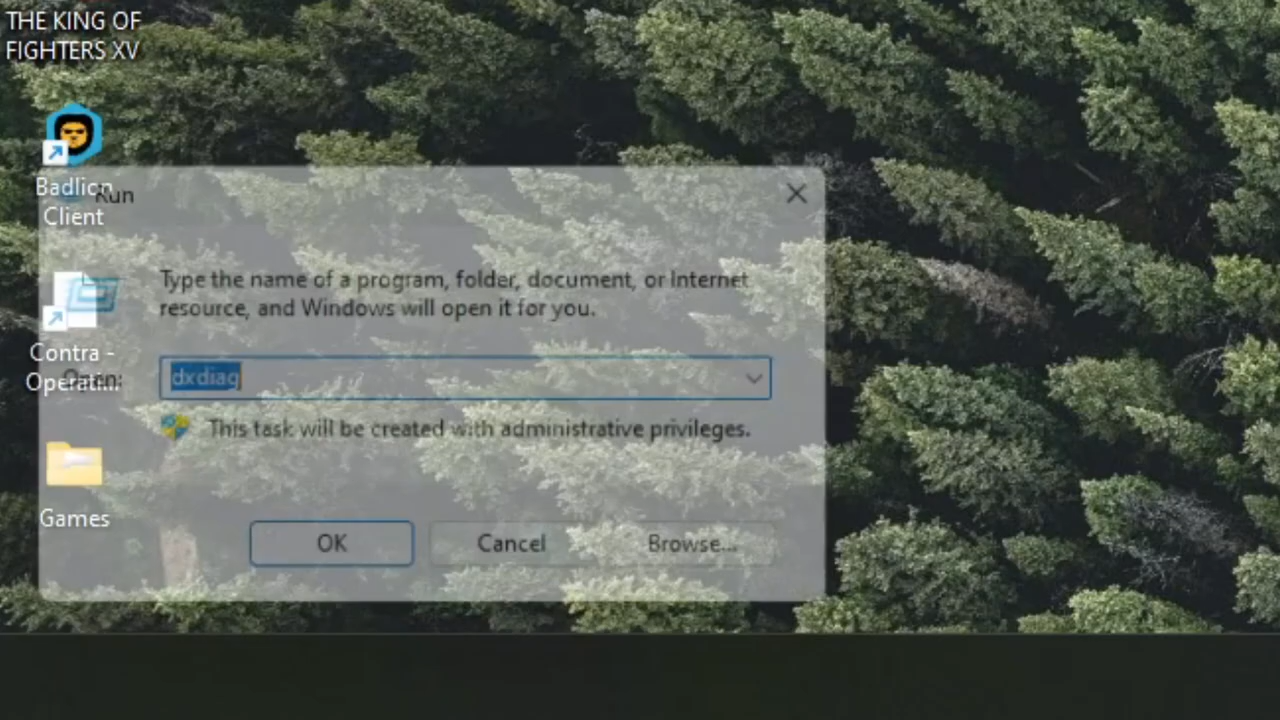 THE KING OF
FIGHTERS XV
Badlion
Client
Run
Type the name of a program, folder, document, or Internet
resource, and Windows will open it for you.
Contra -
Operati...
Open:
dxdiag
This task will be created with administrative privileges.
Games
OK
Cancel
Browse...